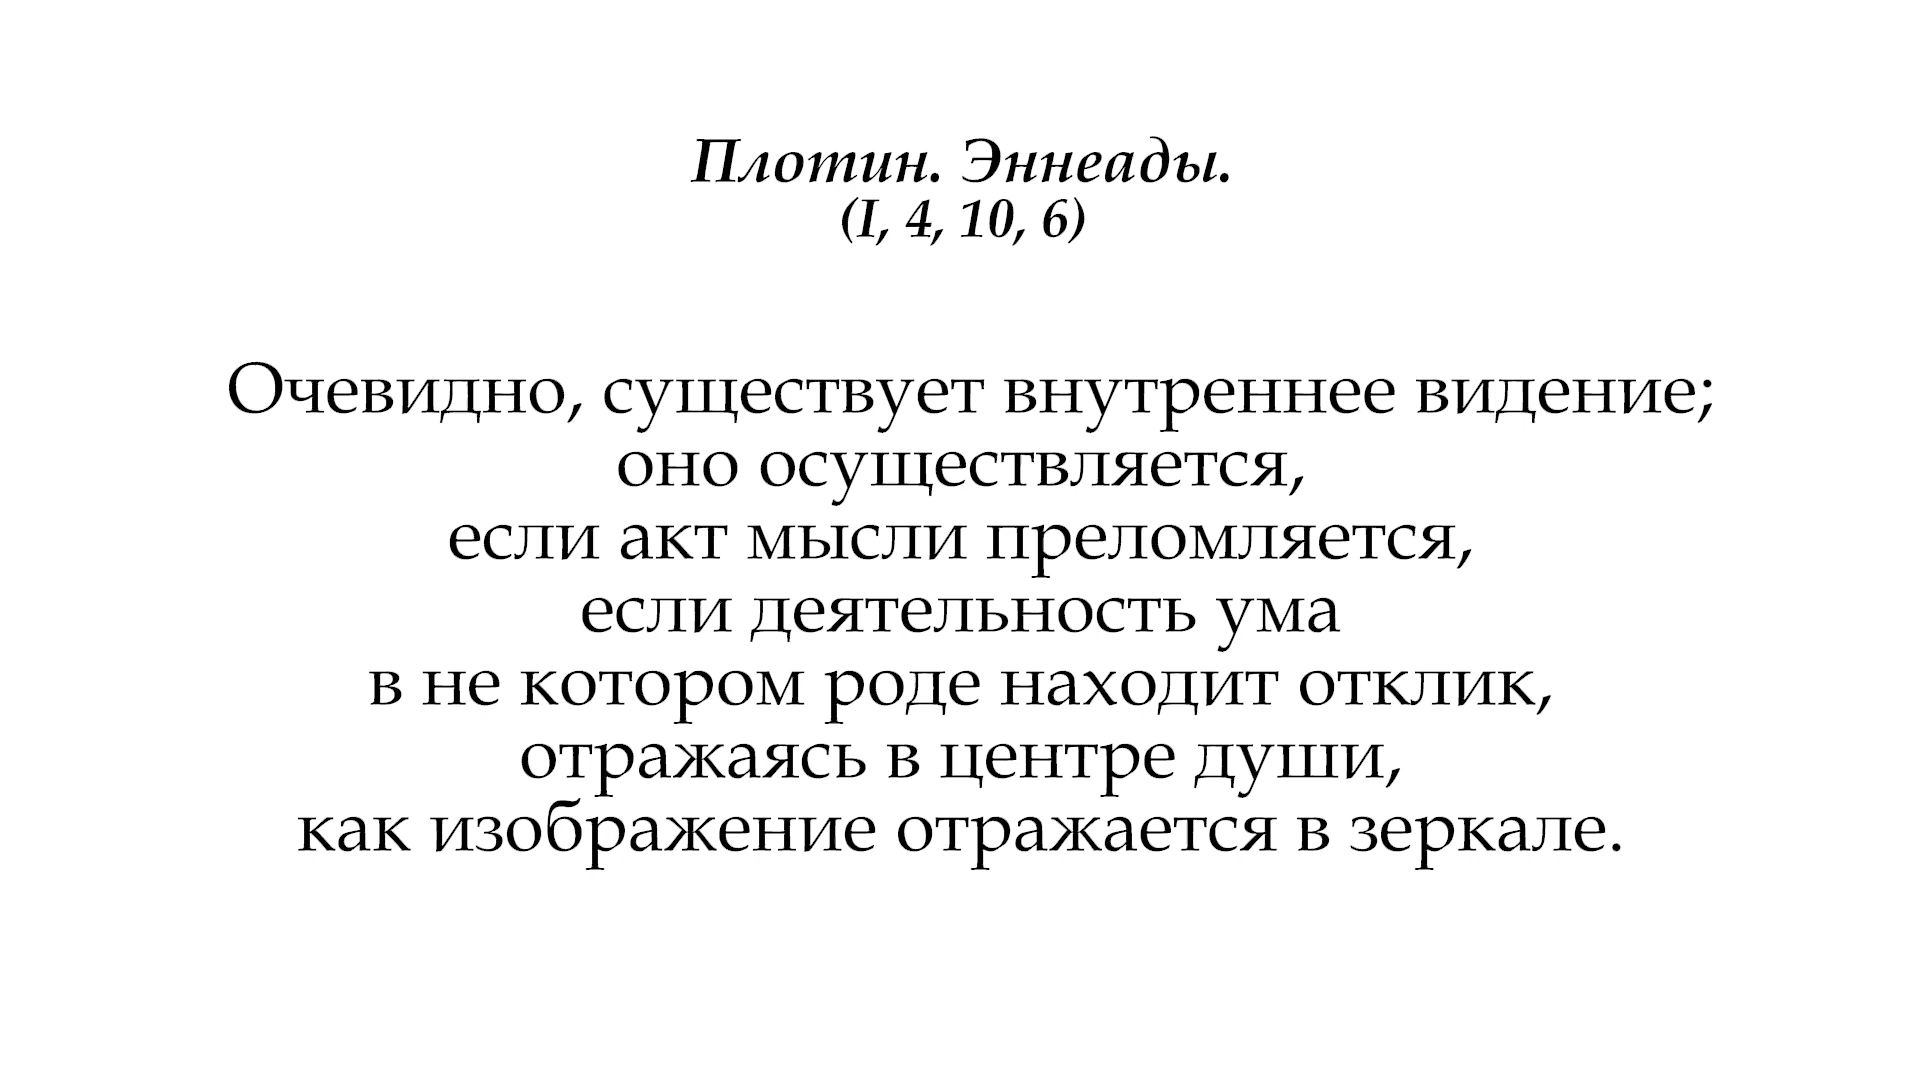 Плотин. Эннеады.
(I, 4, 10, 6)
Очевидно, существует внутреннее видение;
оно осуществляется,
если акт мысли преломляется,
если деятельность ума
в не котором роде находит отклик,
отражаясь в центре души,
как изображение отражается в зеркале.